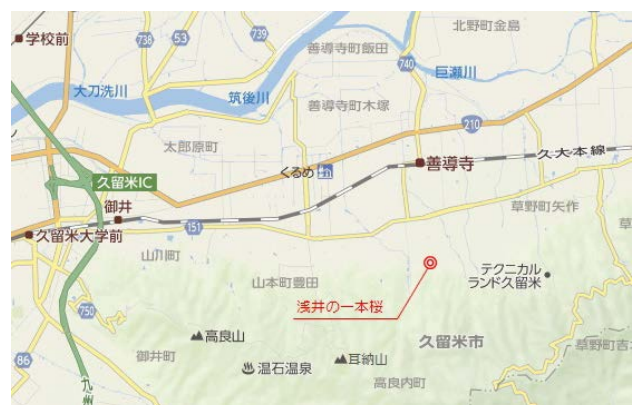 北野町金島
学校前
738
53
739
善導寺町飯田
740
巨瀬川
大刀洗川
筑後川
善導寺町木塚
太郎原町
210
くるめ
善導寺
久大本線
久留米IC
御井
草野町矢作
151
久留米大学前
山川町
山本町豊田
テクニカル
ランド久留米
浅井の一本桜
750
高良山
久留米市
御井町
耳納山
86
温石温泉
高良内町
草野町吉